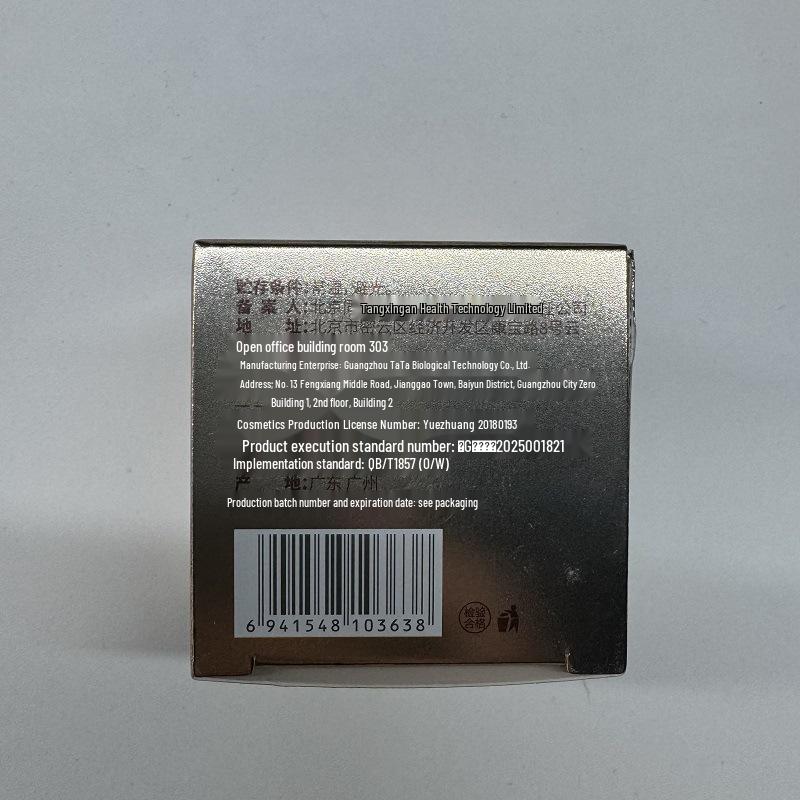 贮存条件:常温,避光
备 案 人:北京 Tangxingan Health Technology Limited 任公司
地 址:北京市密云区经济开发区康宝路8号云
Open office building room 303
Manufacturing Enterprise: Guangzhou TaTa Biological Technology Co., Ltd.
Address; No. 13 Fengxiang Middle Road, Jianggao Town, Baiyun District, Guangzhou City Zero
Building 1, 2nd floor, Building 2
Cosmetics Production License Number: Yuezhuang 20180193
Product execution standard number: G 2025001821
Implementation standard: QB/T1857 (O/W)
产 地:广东 广州
Production batch number and expiration date: see packaging
6 941548 103638
检验
合格